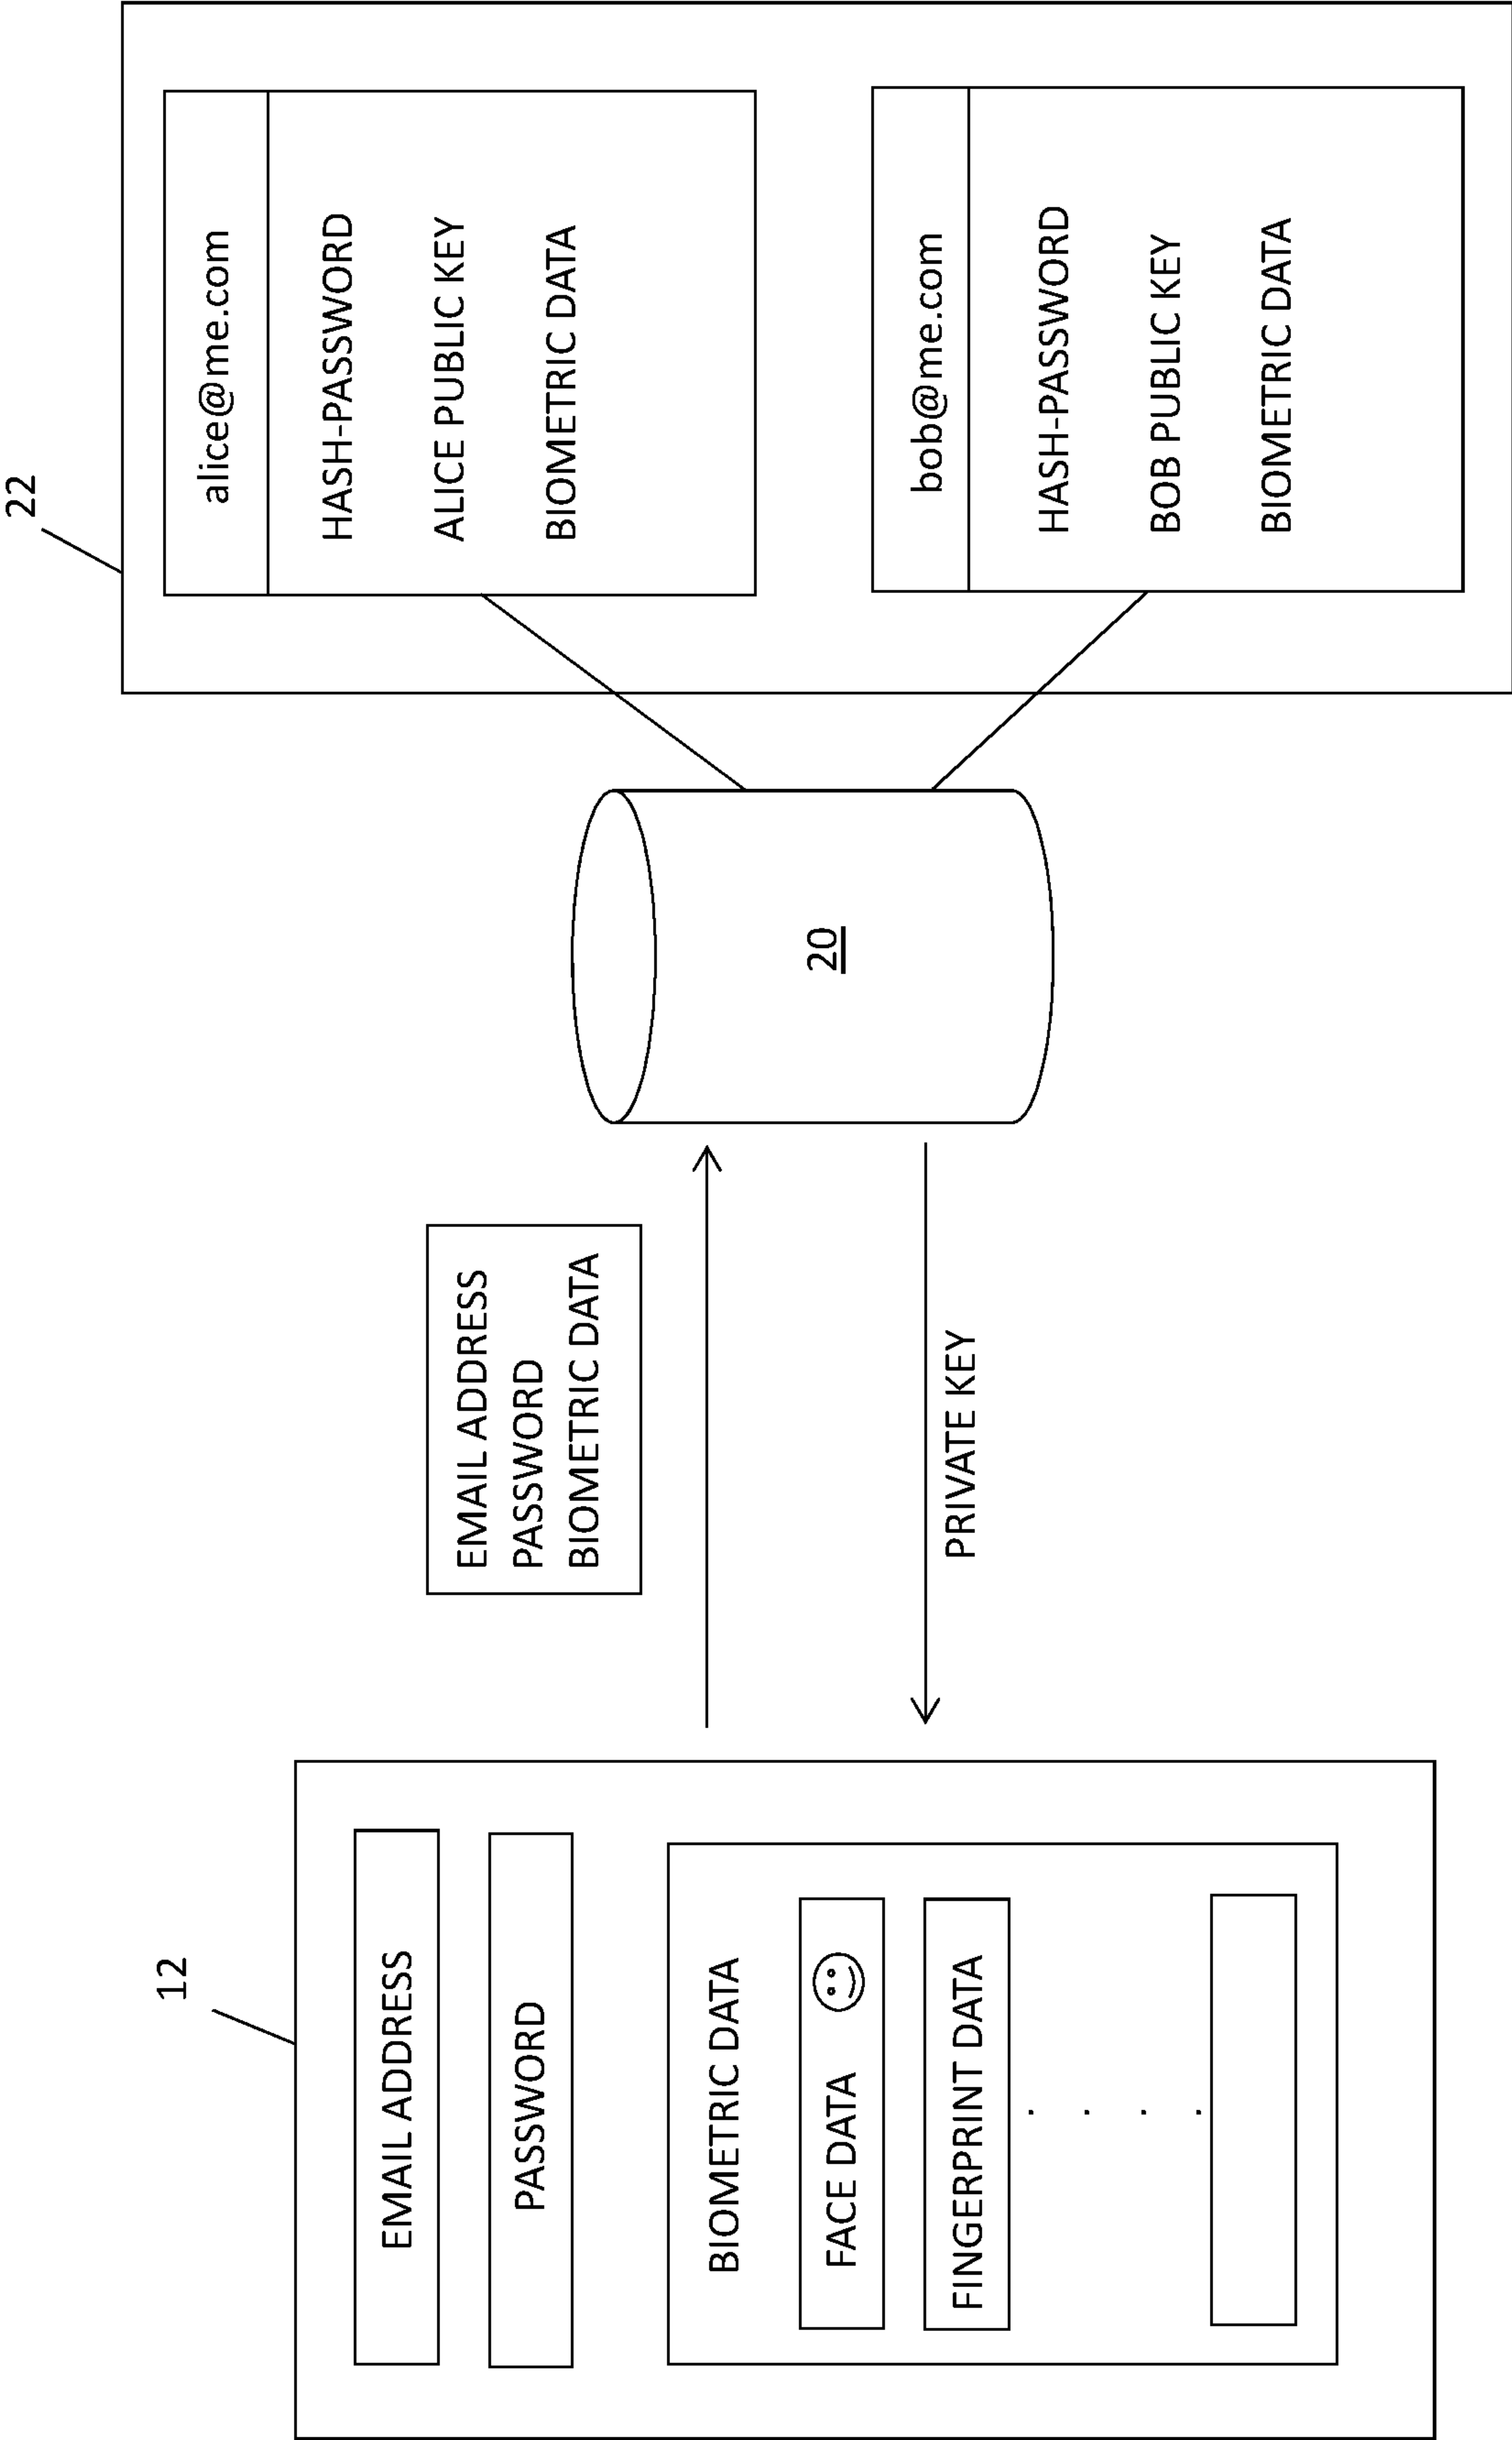 12
EMAIL ADDRESS
PASSWORD
BIOMETRIC DATA
FACE DATA
FINGERPRINT DATA
. . . .
EMAIL ADDRESS
PASSWORD
BIOMETRIC DATA
PRIVATE KEY
20
22
alice@me.com
HASH-PASSWORD
ALICE PUBLIC KEY
BIOMETRIC DATA
bob@me.com
HASH-PASSWORD
BOB PUBLIC KEY
BIOMETRIC DATA